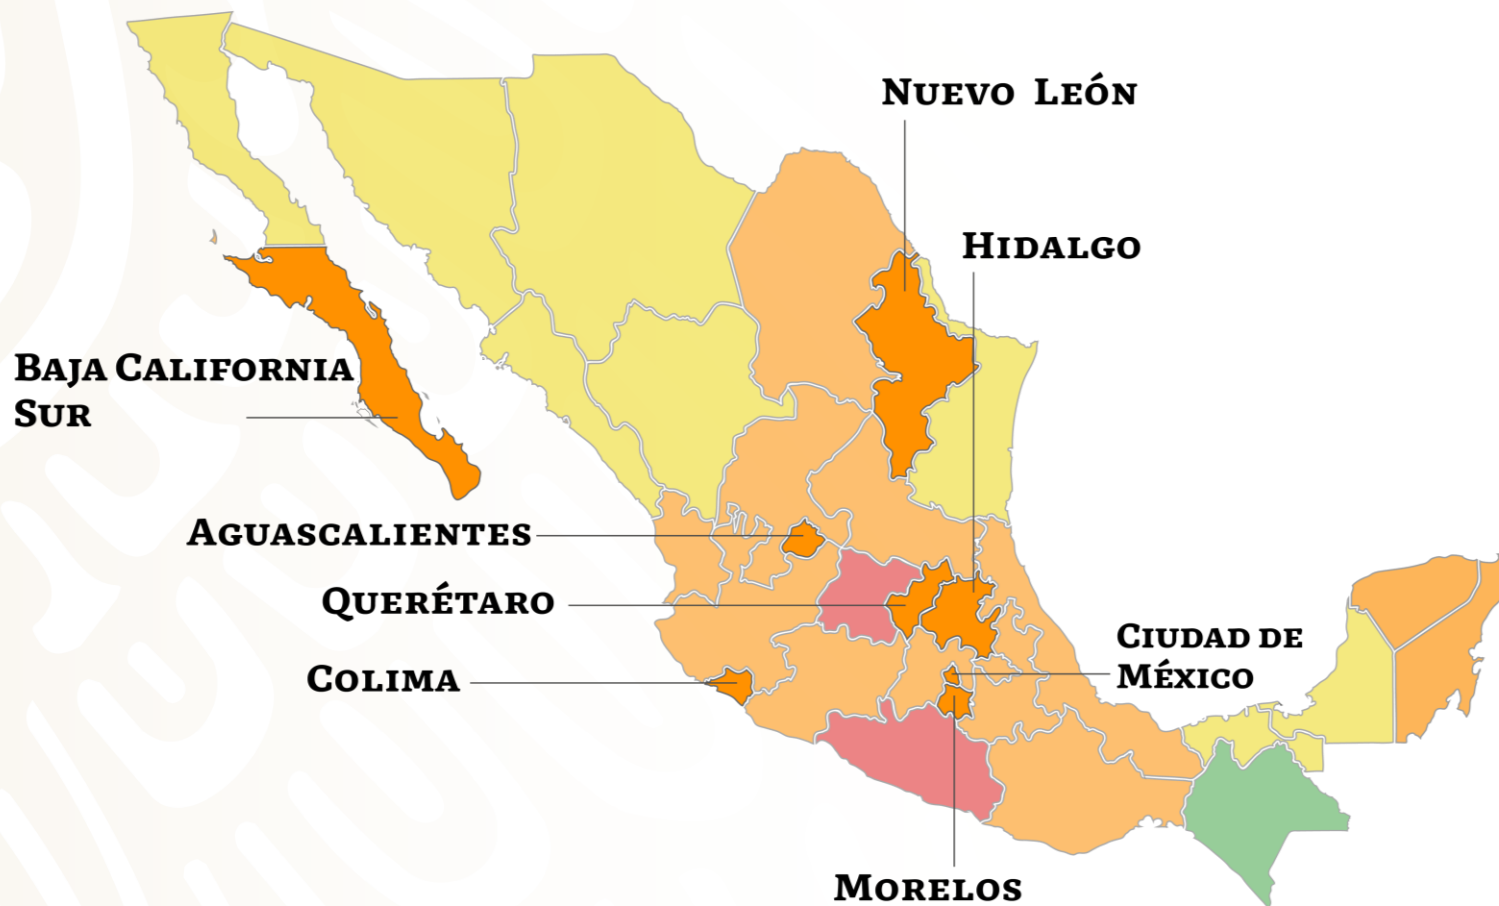 Nuevo León
Hidalgo
Baja California
Sur
Aguascalientes
Querétaro
Ciudad de
México
Colima
Morelos